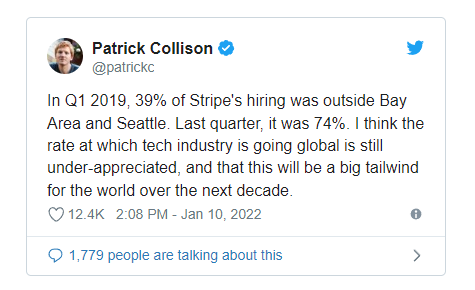 Patrick Collison
@patrickc
In Q1 2019, 39% of Stripe's hiring was outside Bay
Area and Seattle. Last quarter, it was 74%. I think the
rate at which tech industry is going global is still
under-appreciated, and that this will be a big tailwind
for the world over the next decade.
12.4K 2:08 PM - Jan 10, 2022
1,779 people are talking about this